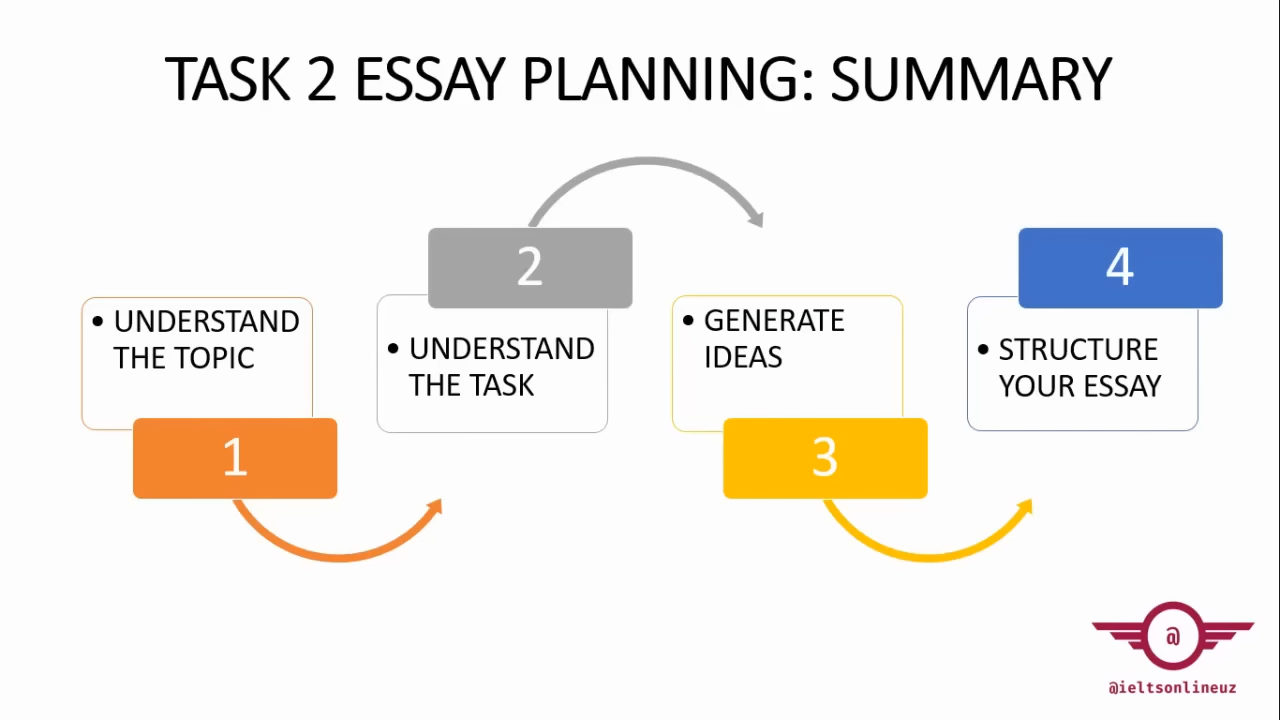 TASK 2 ESSAY PLANNING: SUMMARY
• UNDERSTAND
THE TOPIC
1
2
• UNDERSTAND
THE TASK
• GENERATE
IDEAS
3
4
• STRUCTURE
YOUR ESSAY
@
@ieltsonlineuz